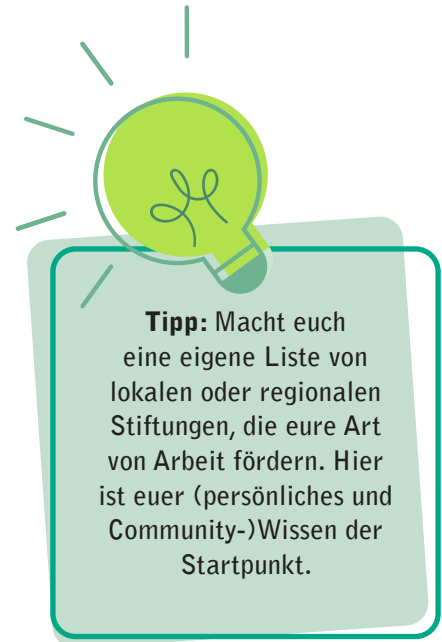 Tipp: Macht euch
eine eigene Liste von
lokalen oder regionalen
Stiftungen, die eure Art
von Arbeit fördern. Hier
ist euer (persönliches und
Community-)Wissen der
Startpunkt.